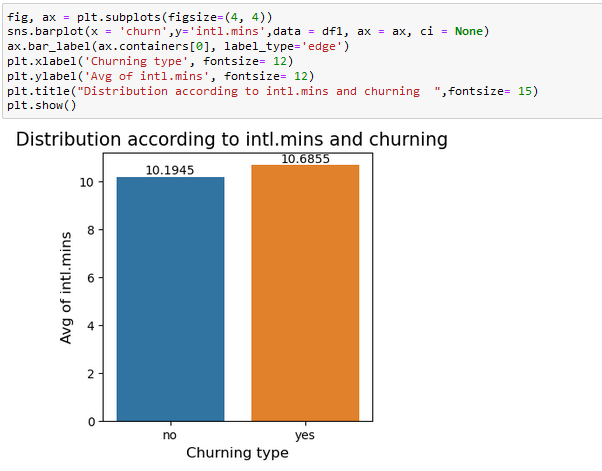 fig, ax = plt.subplots(figsize=(4, 4))
sns.barplot(x = 'churn',y='intl.mins',data = df1, ax = ax, ci = None)
ax.bar_label(ax.containers[0], label_type='edge')
plt.xlabel('Churning type', fontsize= 12)
plt.ylabel('Avg of intl.mins', fontsize= 12)
plt.title("Distribution according to intl.mins and churning  ",fontsize= 15)
plt.show()
Distribution according to intl.mins and churning
10.1945
10.6855
10
8
6
4
2
0
Avg of intl.mins
no
yes
Churning type